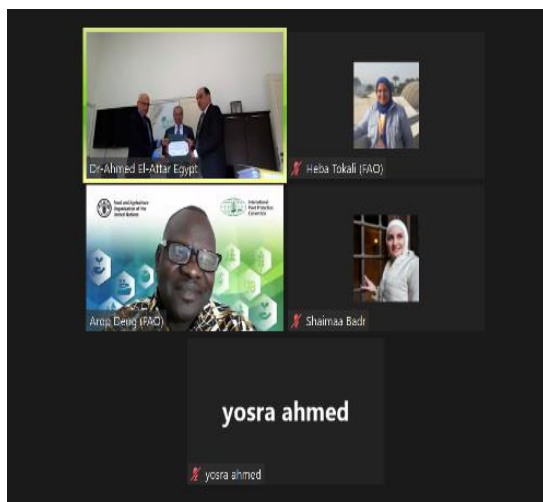 Dr-Ahmed El-Attar Egypt
Heba Tokali (FAO)
Food and Agriculture
Organization of the
United Nations
International
Plant Protection
Convention
Arop Deng (FAO)
Shaimaa Badr
yosra ahmed
yosra ahmed